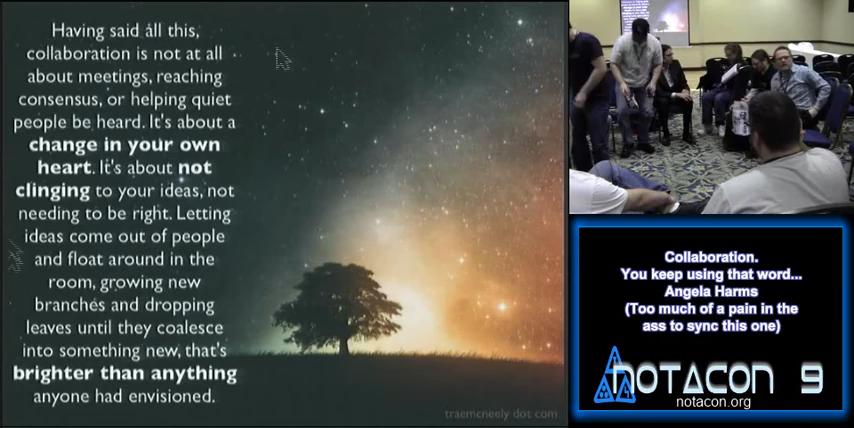 Having said all this,
collaboration is not at all
about meetings, reaching
consensus, or helping quiet
people be heard. It's about a
change in your own
heart. It's about not
clinging to your ideas, not
needing to be right. Letting
ideas come out of people
and float around in the
room, growing new
branches and dropping
leaves until they coalesce
into something new, that's
brighter than anything
anyone had envisioned.
traemcneely dot com
Collaboration.
You keep using that word...
Angela Harms
(Too much of a pain in the
ass to sync this one)
NOTACON 9
notacon.org